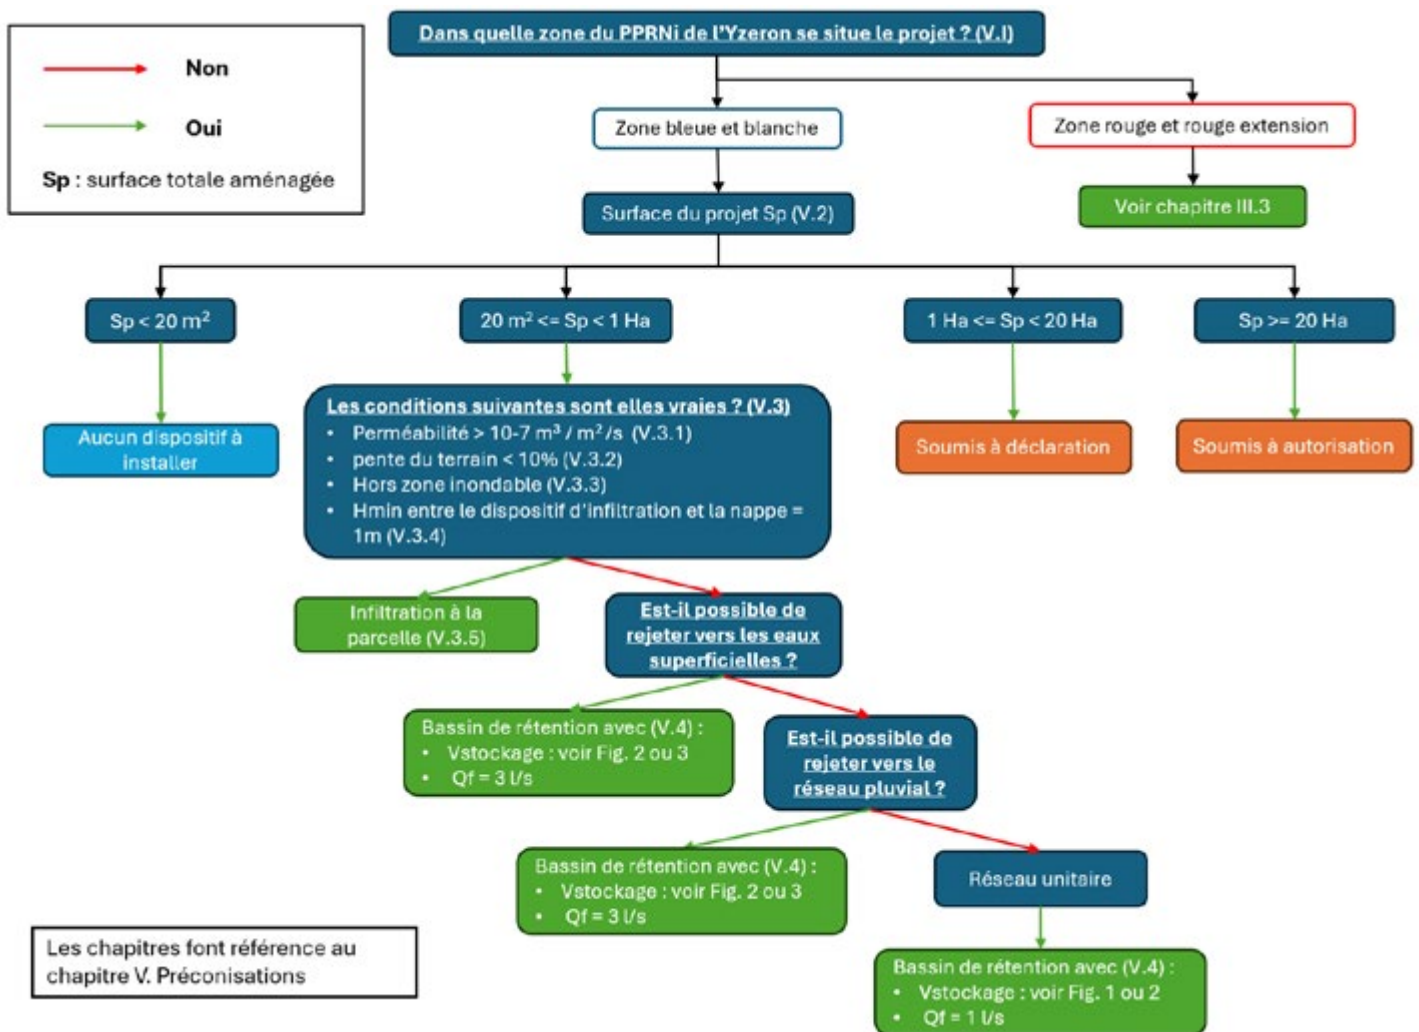 Dans quelle zone du PPRNi de l'Yzeron se situe le projet ? (V.I)
Non
Oui
Sp : surface totale aménagée
Zone bleue et blanche
Zone rouge et rouge extension
Surface du projet Sp (V.2)
Voir chapitre III.3
Sp < 20 m²
20 m² <= Sp < 1 Ha
1 Ha <= Sp < 20 Ha
Sp >= 20 Ha
Aucun dispositif à
installer
Les conditions suivantes sont elles vraies ? (V.3)
• Perméabilité > 10-7 m³ / m²/s (V.3.1)
• pente du terrain < 10% (V.3.2)
• Hors zone inondable (V.3.3)
• Hmin entre le dispositif d'infiltration et la nappe =
1m (V.3.4)
Soumis à déclaration
Soumis à autorisation
Infiltration à la
parcelle (V.3.5)
Est-il possible de
rejeter vers les eaux
superficielles ?
Bassin de rétention avec (V.4) :
• Vstockage : voir Fig. 2 ou 3
• Qf = 3 l/s
Est-il possible de
rejeter vers le
réseau pluvial ?
Bassin de rétention avec (V.4) :
• Vstockage : voir Fig. 2 ou 3
• Qf = 3 l/s
Réseau unitaire
Bassin de rétention avec (V.4) :
• Vstockage : voir Fig. 1 ou 2
• Qf = 1 l/s
Les chapitres font référence au
chapitre V. Préconisations